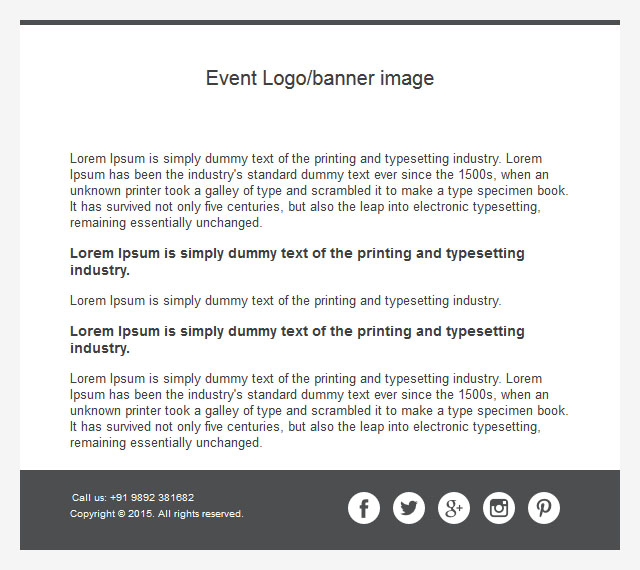 Event Logo/banner image
Lorem Ipsum is simply dummy text of the printing and typesetting industry. Lorem
Ipsum has been the industry's standard dummy text ever since the 1500s, when an
unknown printer took a galley of type and scrambled it to make a type specimen book.
It has survived not only five centuries, but also the leap into electronic typesetting,
remaining essentially unchanged.
Lorem Ipsum is simply dummy text of the printing and typesetting
industry.
Lorem Ipsum is simply dummy text of the printing and typesetting industry.
Lorem Ipsum is simply dummy text of the printing and typesetting
industry.
Lorem Ipsum is simply dummy text of the printing and typesetting industry. Lorem
Ipsum has been the industry's standard dummy text ever since the 1500s, when an
unknown printer took a galley of type and scrambled it to make a type specimen book.
It has survived not only five centuries, but also the leap into electronic typesetting,
remaining essentially unchanged.
Call us: +91 9892 381682
Copyright © 2015. All rights reserved.